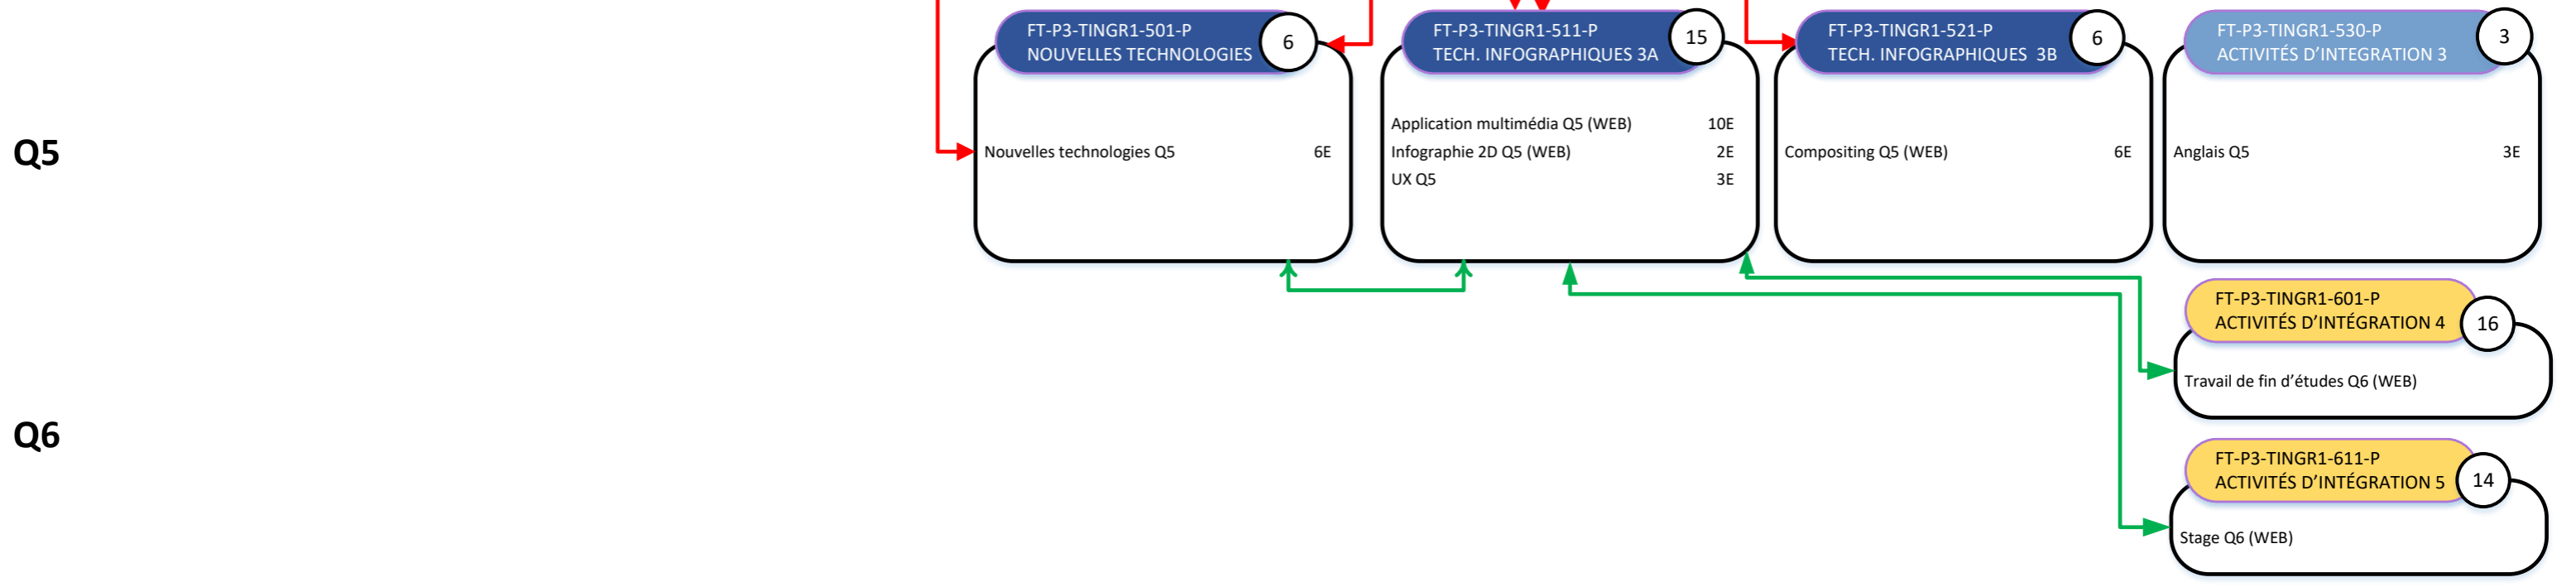 Q5
FT-P3-TINGR1-501-P
NOUVELLES TECHNOLOGIES
6
Nouvelles technologies Q5 6E
FT-P3-TINGR1-511-P
TECH. INFOGRAPHIQUES 3A
15
Application multimédia Q5 (WEB) 10E
Infographie 2D Q5 (WEB) 2E
UX Q5 3E
FT-P3-TINGR1-521-P
TECH. INFOGRAPHIQUES 3B
6
Compositing Q5 (WEB) 6E
FT-P3-TINGR1-530-P
ACTIVITÉS D’INTEGRATION 3
3
Anglais Q5 3E
Q6
FT-P3-TINGR1-601-P
ACTIVITÉS D’INTÉGRATION 4
16
Travail de fin d’études Q6 (WEB)
FT-P3-TINGR1-611-P
ACTIVITÉS D’INTÉGRATION 5
14
Stage Q6 (WEB)